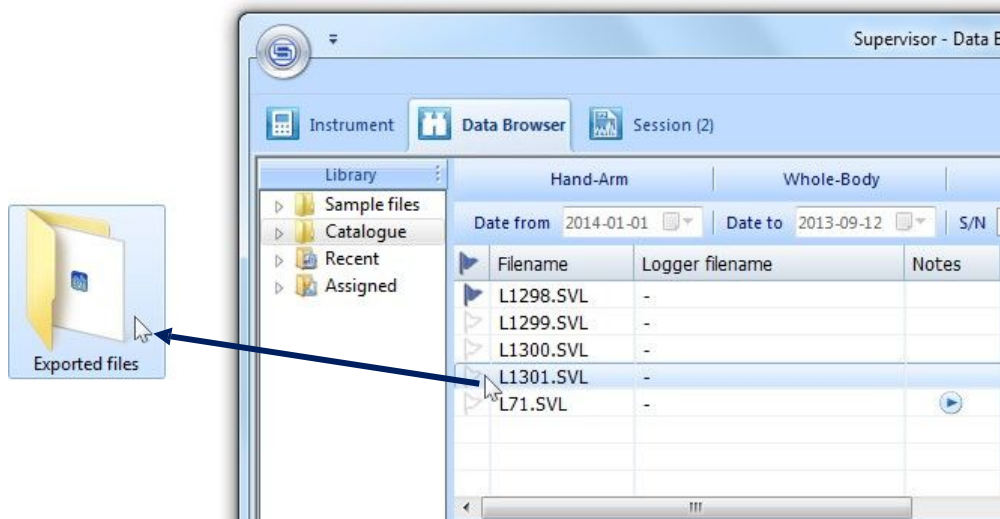 Supervisor - Data
Instrument Data Browser Session (2)
Library
Sample files
Catalogue
Recent
Assigned
Hand-Arm Whole-Body
Date from 2014-01-01 Date to 2013-09-12 S/N
Filename Logger filename Notes
L1298.SVL -
L1299.SVL -
L1300.SVL -
L1301.SVL -
L71.SVL -
Exported files